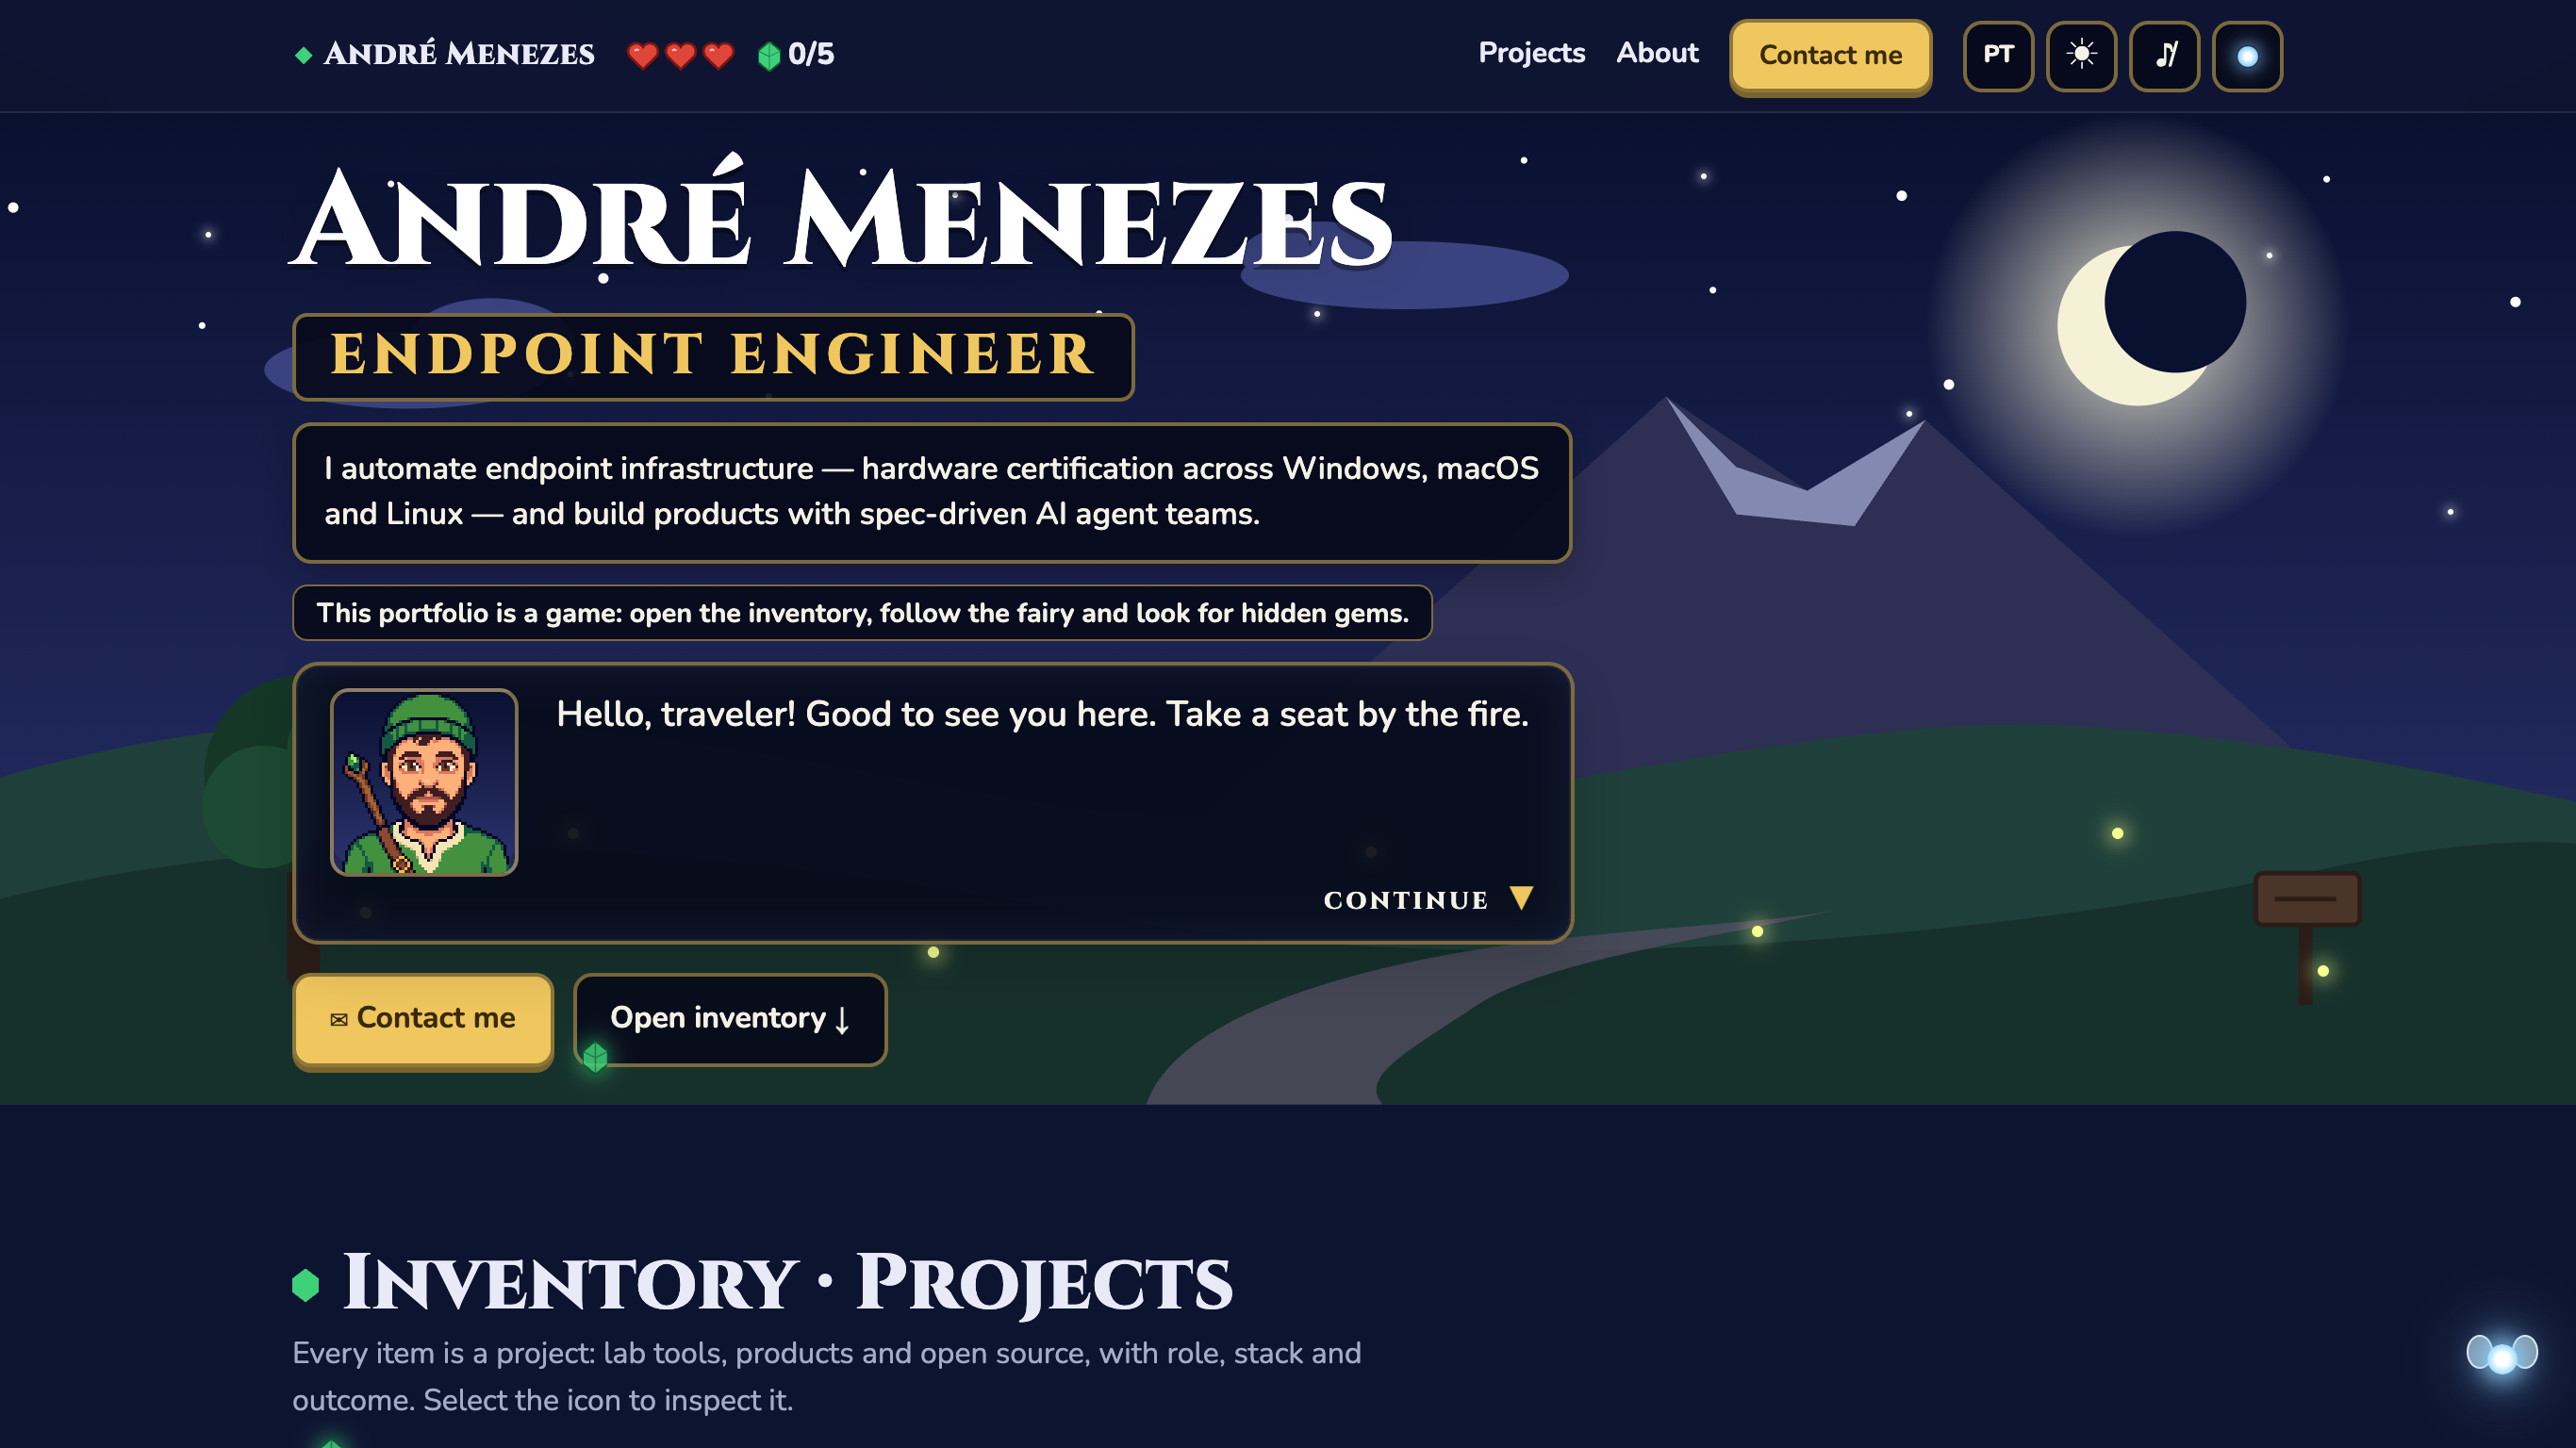 ANDRÉ MENEZES
0/5
Projects
About
Contact me
PT
ANDRÉ MENEZES
ENDPOINT ENGINEER
I automate endpoint infrastructure — hardware certification across Windows, macOS
and Linux — and build products with spec-driven AI agent teams.
This portfolio is a game: open the inventory, follow the fairy and look for hidden gems.
Hello, traveler! Good to see you here. Take a seat by the fire.
CONTINUE ▼
✉ Contact me
Open inventory ↓
INVENTORY · PROJECTS
Every item is a project: lab tools, products and open source, with role, stack and
outcome. Select the icon to inspect it.